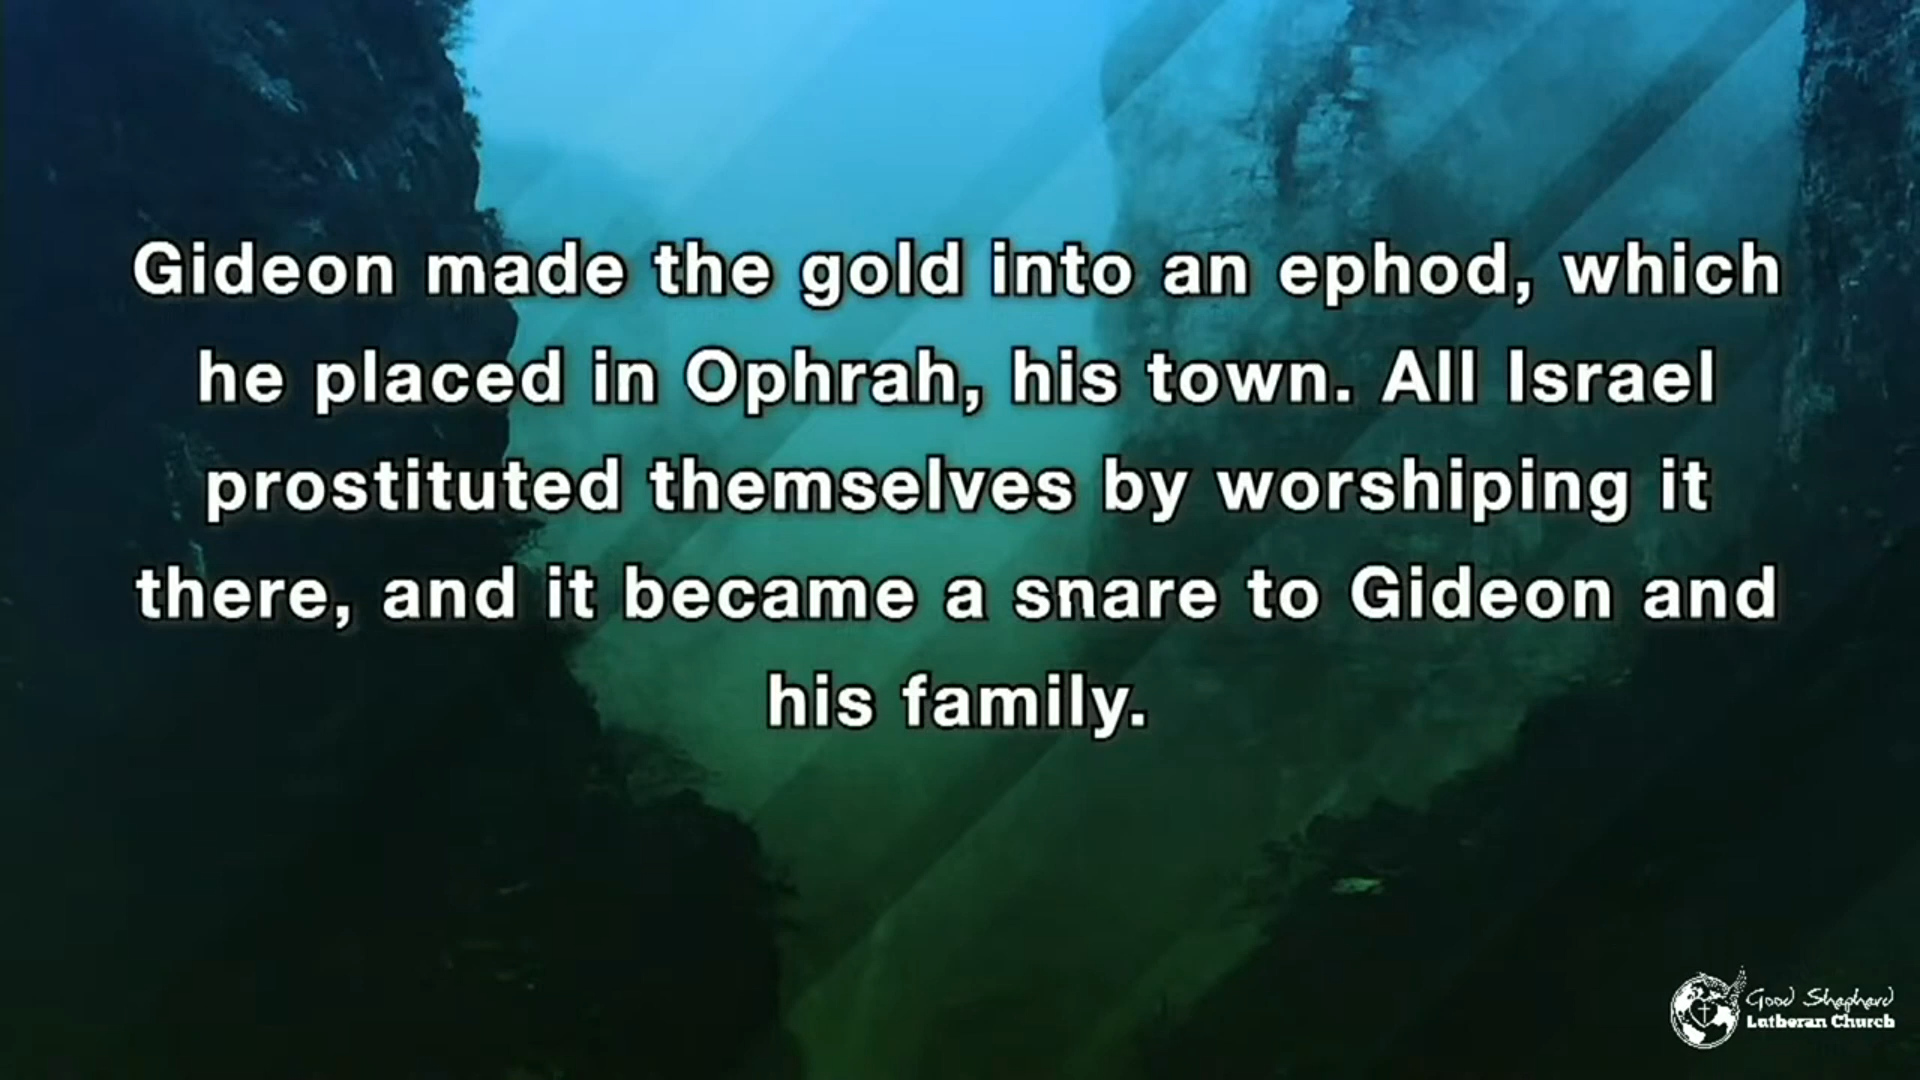 Gideon made the gold into an ephod, which
he placed in Ophrah, his town. All Israel
prostituted themselves by worshiping it
there, and it became a snare to Gideon and
his family.
Good Shepherd
Lutheran Church